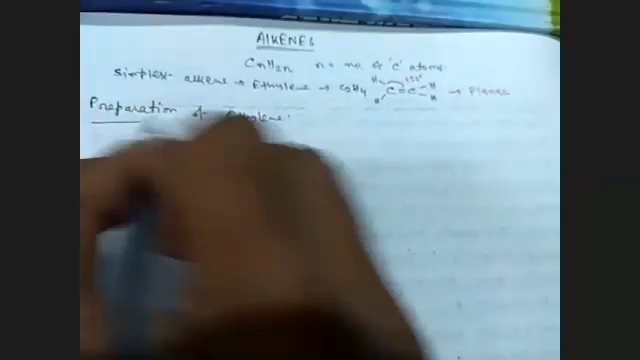 ALKENES
CnH2n n = no of 'C' atoms.
Simplest alkene → Ethylene → C2H4 H H C=C H H → Planar
Preparation of Ethylene: